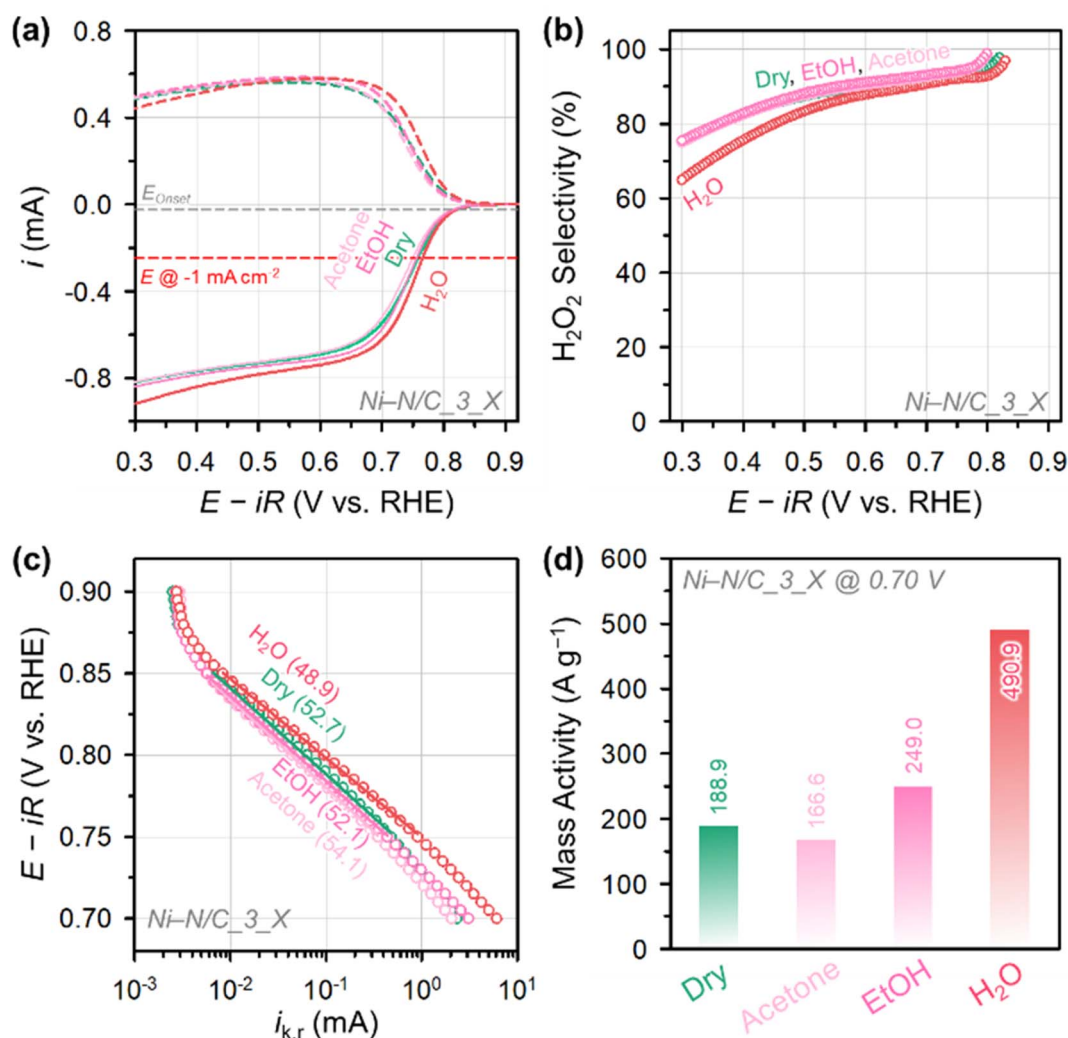 (a)
0.8
0.4
0.0
-0.4
-0.8
i (mA)
E_Onset
E @ -1 mA cm⁻²
Acetone
EtOH
Dry
H₂O
Ni–N/C_3_X
0.3 0.4 0.5 0.6 0.7 0.8 0.9
E − iR (V vs. RHE)
(b)
100
80
60
40
20
0
H₂O₂ Selectivity (%)
Dry, EtOH, Acetone
H₂O
Ni–N/C_3_X
0.3 0.4 0.5 0.6 0.7 0.8 0.9
E − iR (V vs. RHE)
(c)
0.90
0.85
0.80
0.75
0.70
E − iR (V vs. RHE)
H₂O (48.9)
Dry (52.7)
EtOH (52.1)
Acetone (54.1)
Ni–N/C_3_X
10⁻³ 10⁻² 10⁻¹ 10⁰ 10¹
i_k,r (mA)
(d)
600
500
400
300
200
100
0
Mass Activity (A g⁻¹)
Ni–N/C_3_X @ 0.70 V
188.9
166.6
249.0
490.9
Dry
Acetone
EtOH
H₂O